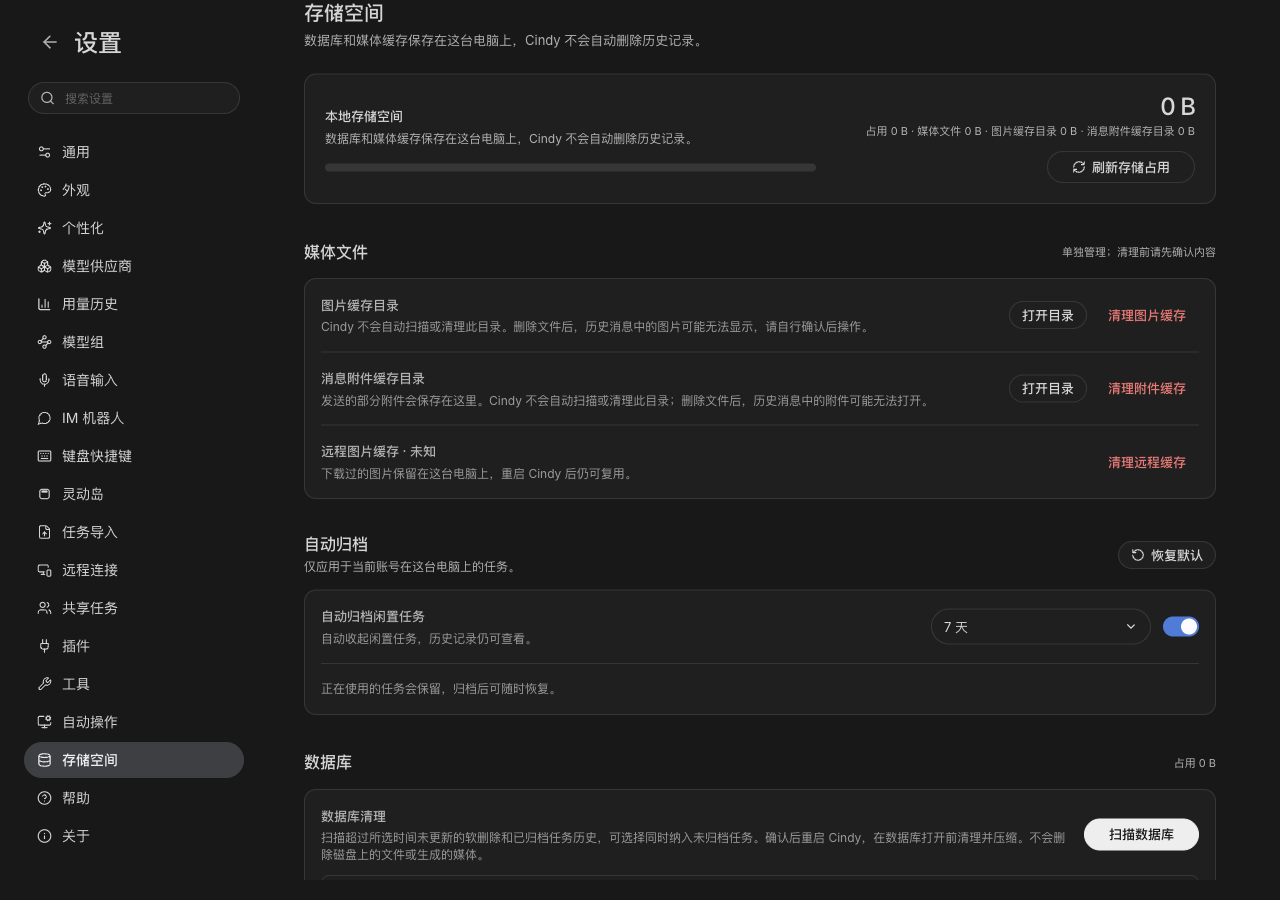 设置
搜索设置
通用
外观
个性化
模型供应商
用量历史
模型组
语音输入
IM 机器人
键盘快捷键
灵动岛
任务导入
远程连接
共享任务
插件
工具
自动操作
存储空间
帮助
关于
存储空间
数据库和媒体缓存保存在这台电脑上，Cindy 不会自动删除历史记录。
本地存储空间
数据库和媒体缓存保存在这台电脑上，Cindy 不会自动删除历史记录。
0 B
占用 0 B · 媒体文件 0 B · 图片缓存目录 0 B · 消息附件缓存目录 0 B
刷新存储占用
媒体文件
单独管理；清理前请先确认内容
图片缓存目录
Cindy 不会自动扫描或清理此目录。删除文件后，历史消息中的图片可能无法显示，请自行确认后操作。
打开目录
清理图片缓存
消息附件缓存目录
发送的部分附件会保存在这里。Cindy 不会自动扫描或清理此目录；删除文件后，历史消息中的附件可能无法打开。
打开目录
清理附件缓存
远程图片缓存 · 未知
下载过的图片保留在这台电脑上，重启 Cindy 后仍可复用。
清理远程缓存
自动归档
仅应用于当前账号在这台电脑上的任务。
恢复默认
自动归档闲置任务
自动收起闲置任务，历史记录仍可查看。
7 天
正在使用的任务会保留，归档后可随时恢复。
数据库
占用 0 B
数据库清理
扫描超过所选时间未更新的软删除和已归档任务历史，可选择同时纳入未归档任务。确认后重启 Cindy，在数据库打开前清理并压缩。不会删
除磁盘上的文件或生成的媒体。
扫描数据库